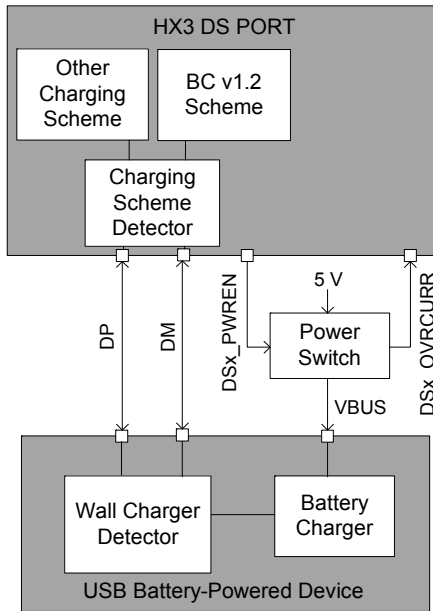 HX3 DS PORT
Other
Charging
Scheme
BC v1.2
Scheme
Charging
Scheme
Detector
DP
DM
DSx_PWREN
5 V
Power
Switch
DSx_OVRCURR
VBUS
Wall Charger
Detector
Battery
Charger
USB Battery-Powered Device